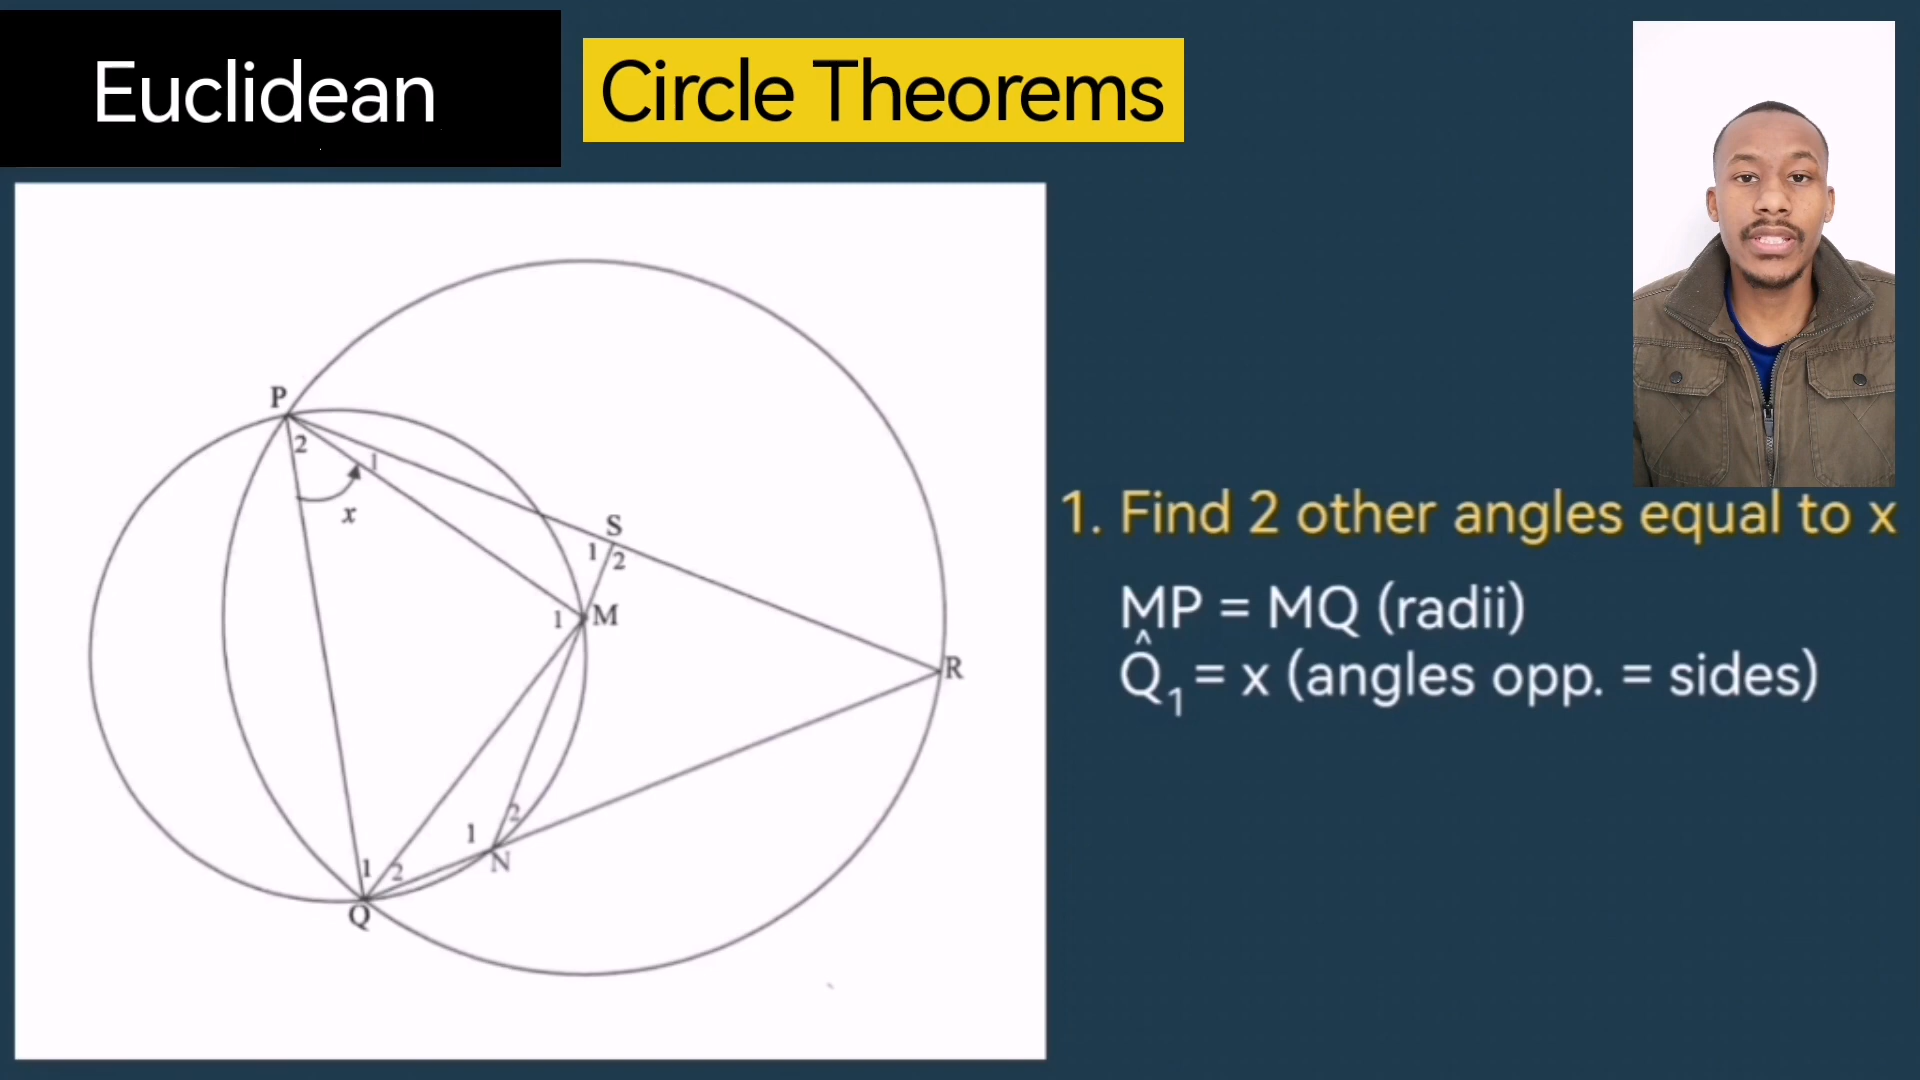 Euclidean
Circle Theorems
P
2
1
x
S
1
2
1
M
R
2
1
N
1
2
Q
1. Find 2 other angles equal to x
MP = MQ (radii)
Q̂₁ = x (angles opp. = sides)